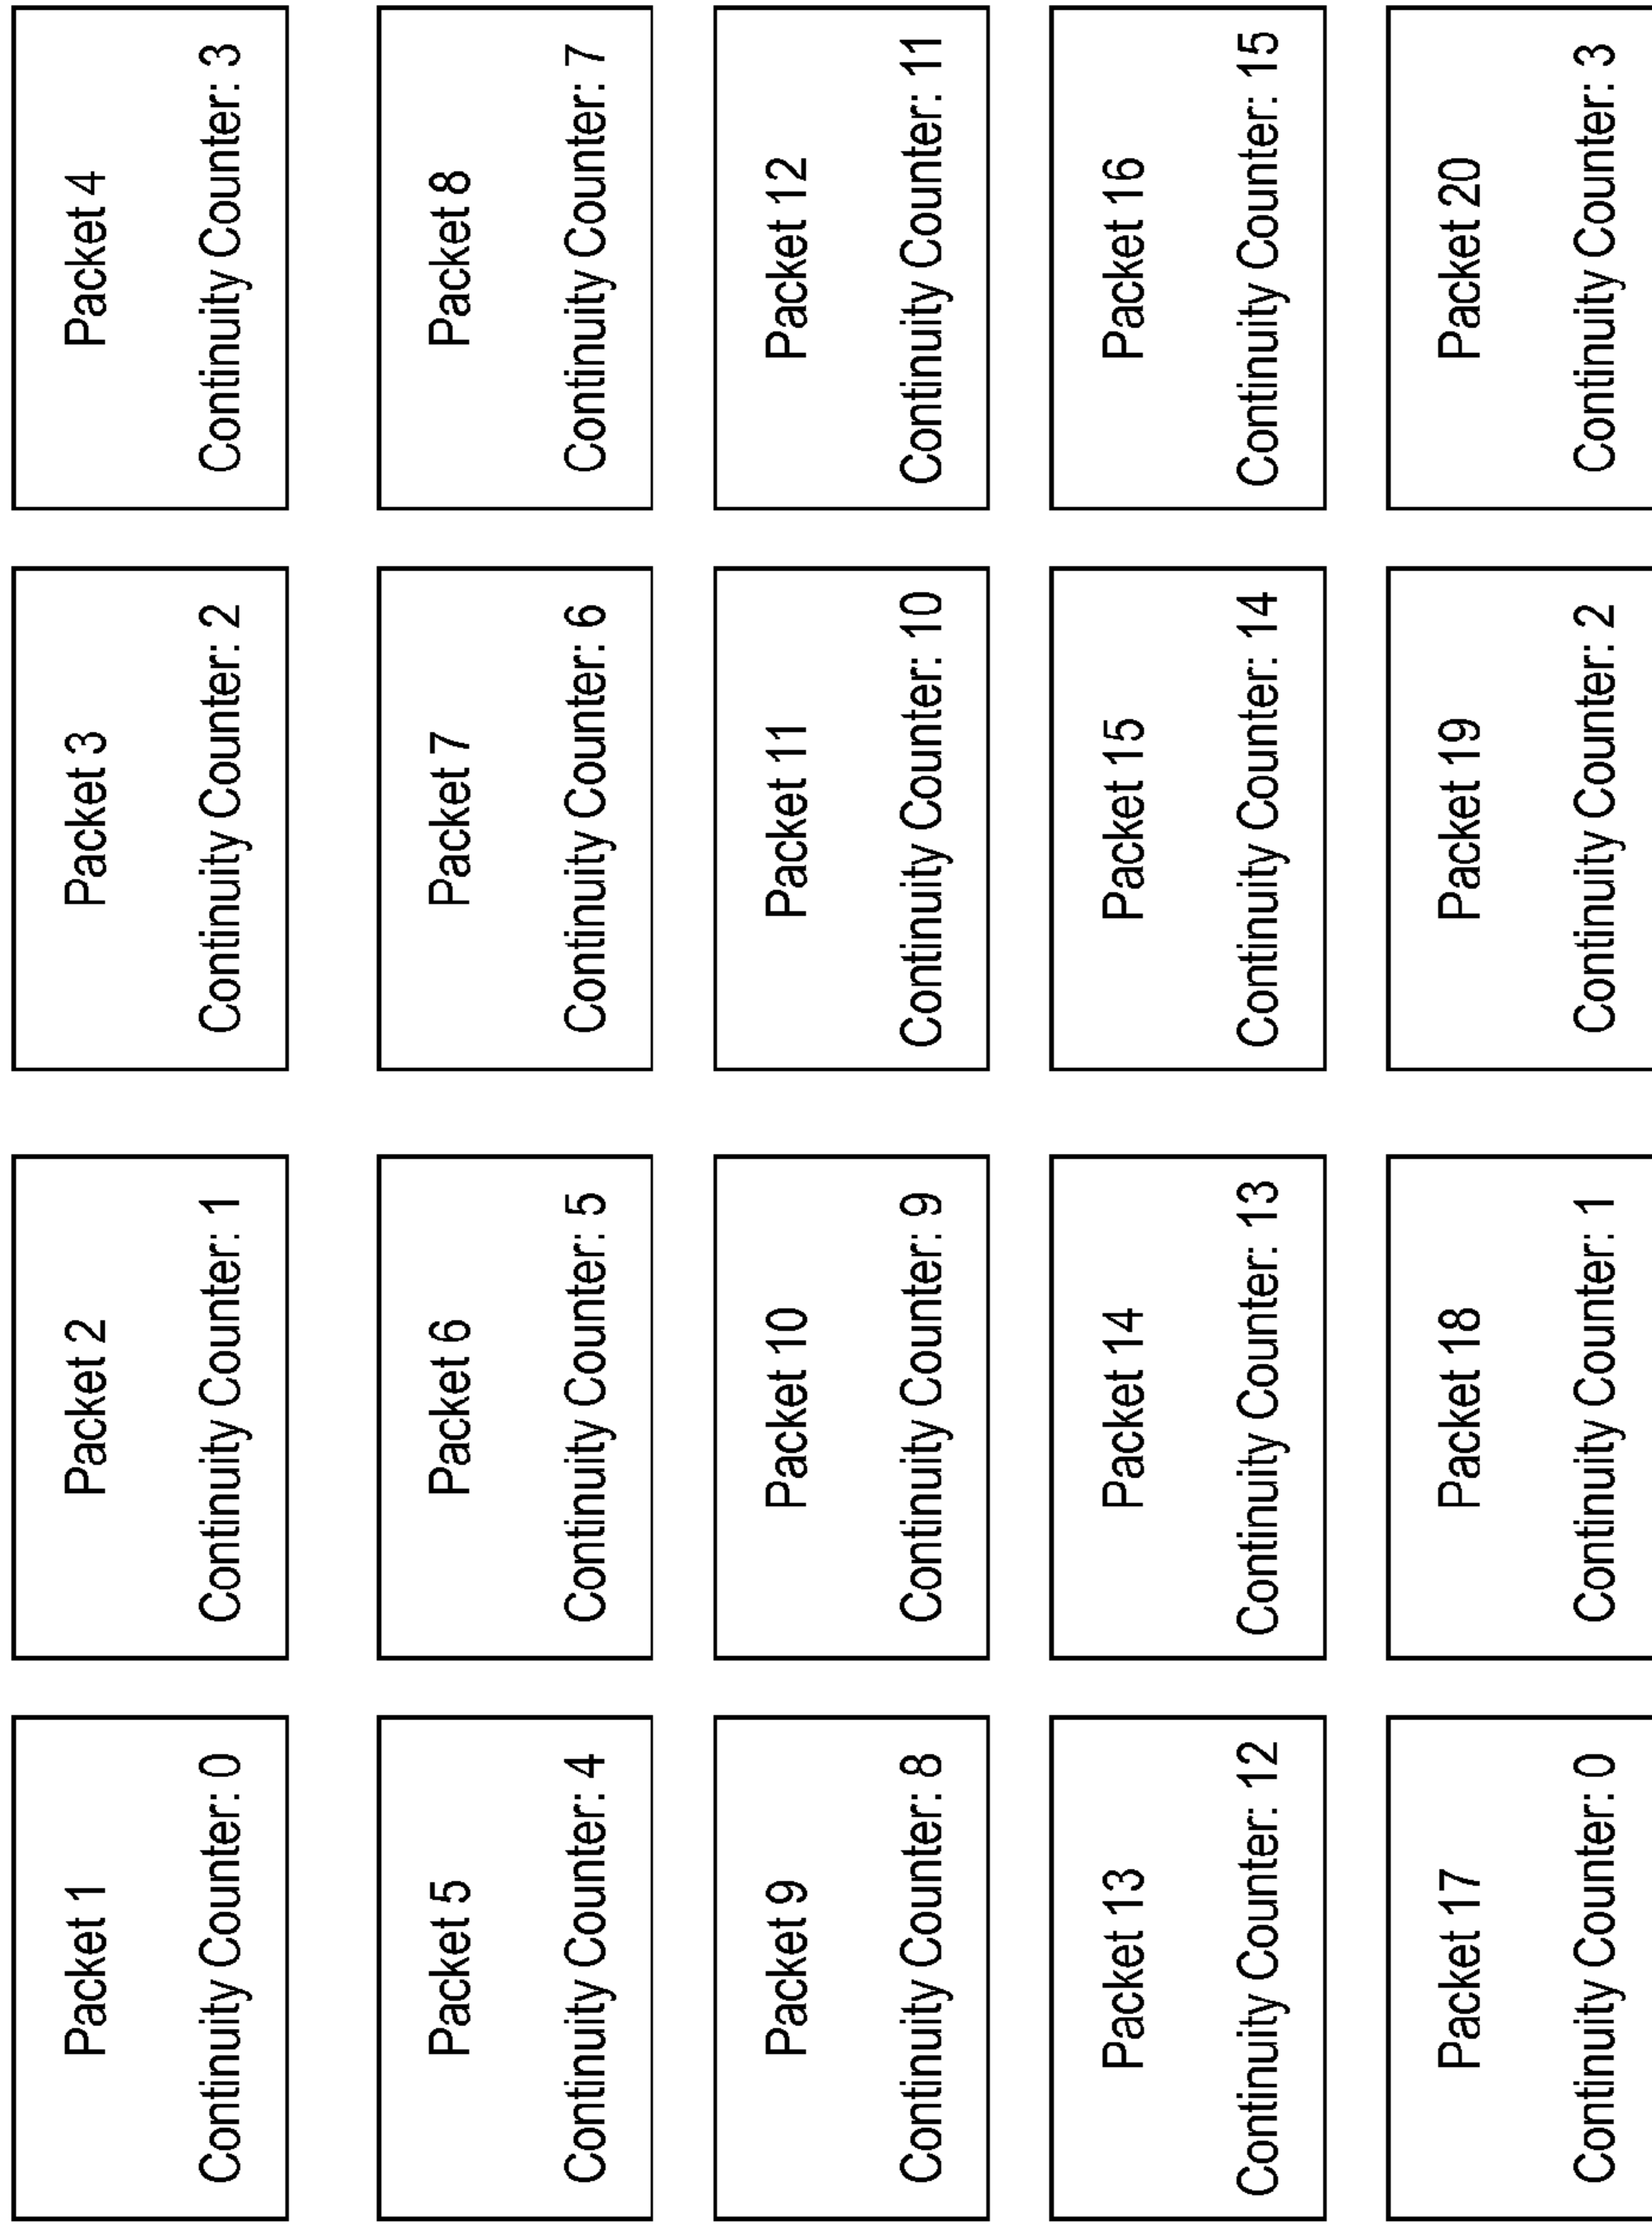 Packet 1
Continuity Counter: 0
Packet 2
Continuity Counter: 1
Packet 3
Continuity Counter: 2
Packet 4
Continuity Counter: 3
Packet 5
Continuity Counter: 4
Packet 6
Continuity Counter: 5
Packet 7
Continuity Counter: 6
Packet 8
Continuity Counter: 7
Packet 9
Continuity Counter: 8
Packet 10
Continuity Counter: 9
Packet 11
Continuity Counter: 10
Packet 12
Continuity Counter: 11
Packet 13
Continuity Counter: 12
Packet 14
Continuity Counter: 13
Packet 15
Continuity Counter: 14
Packet 16
Continuity Counter: 15
Packet 17
Continuity Counter: 0
Packet 18
Continuity Counter: 1
Packet 19
Continuity Counter: 2
Packet 20
Continuity Counter: 3